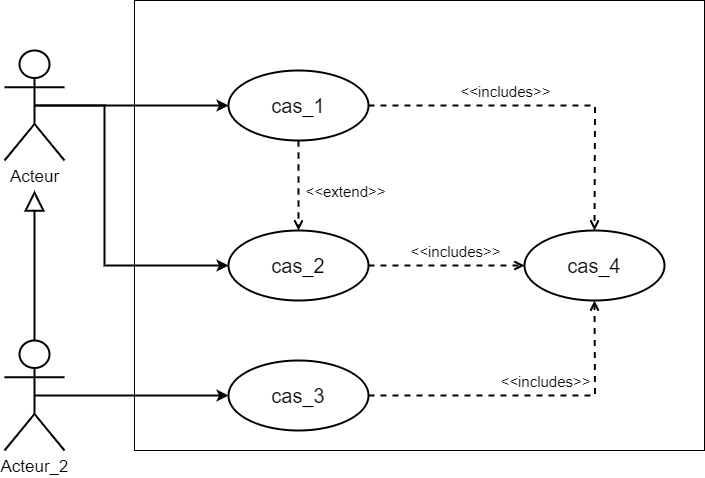 <<includes>>
cas_1
Acteur
<<extend>>
<<includes>>
cas_2
cas_4
<<includes>>
cas_3
Acteur_2